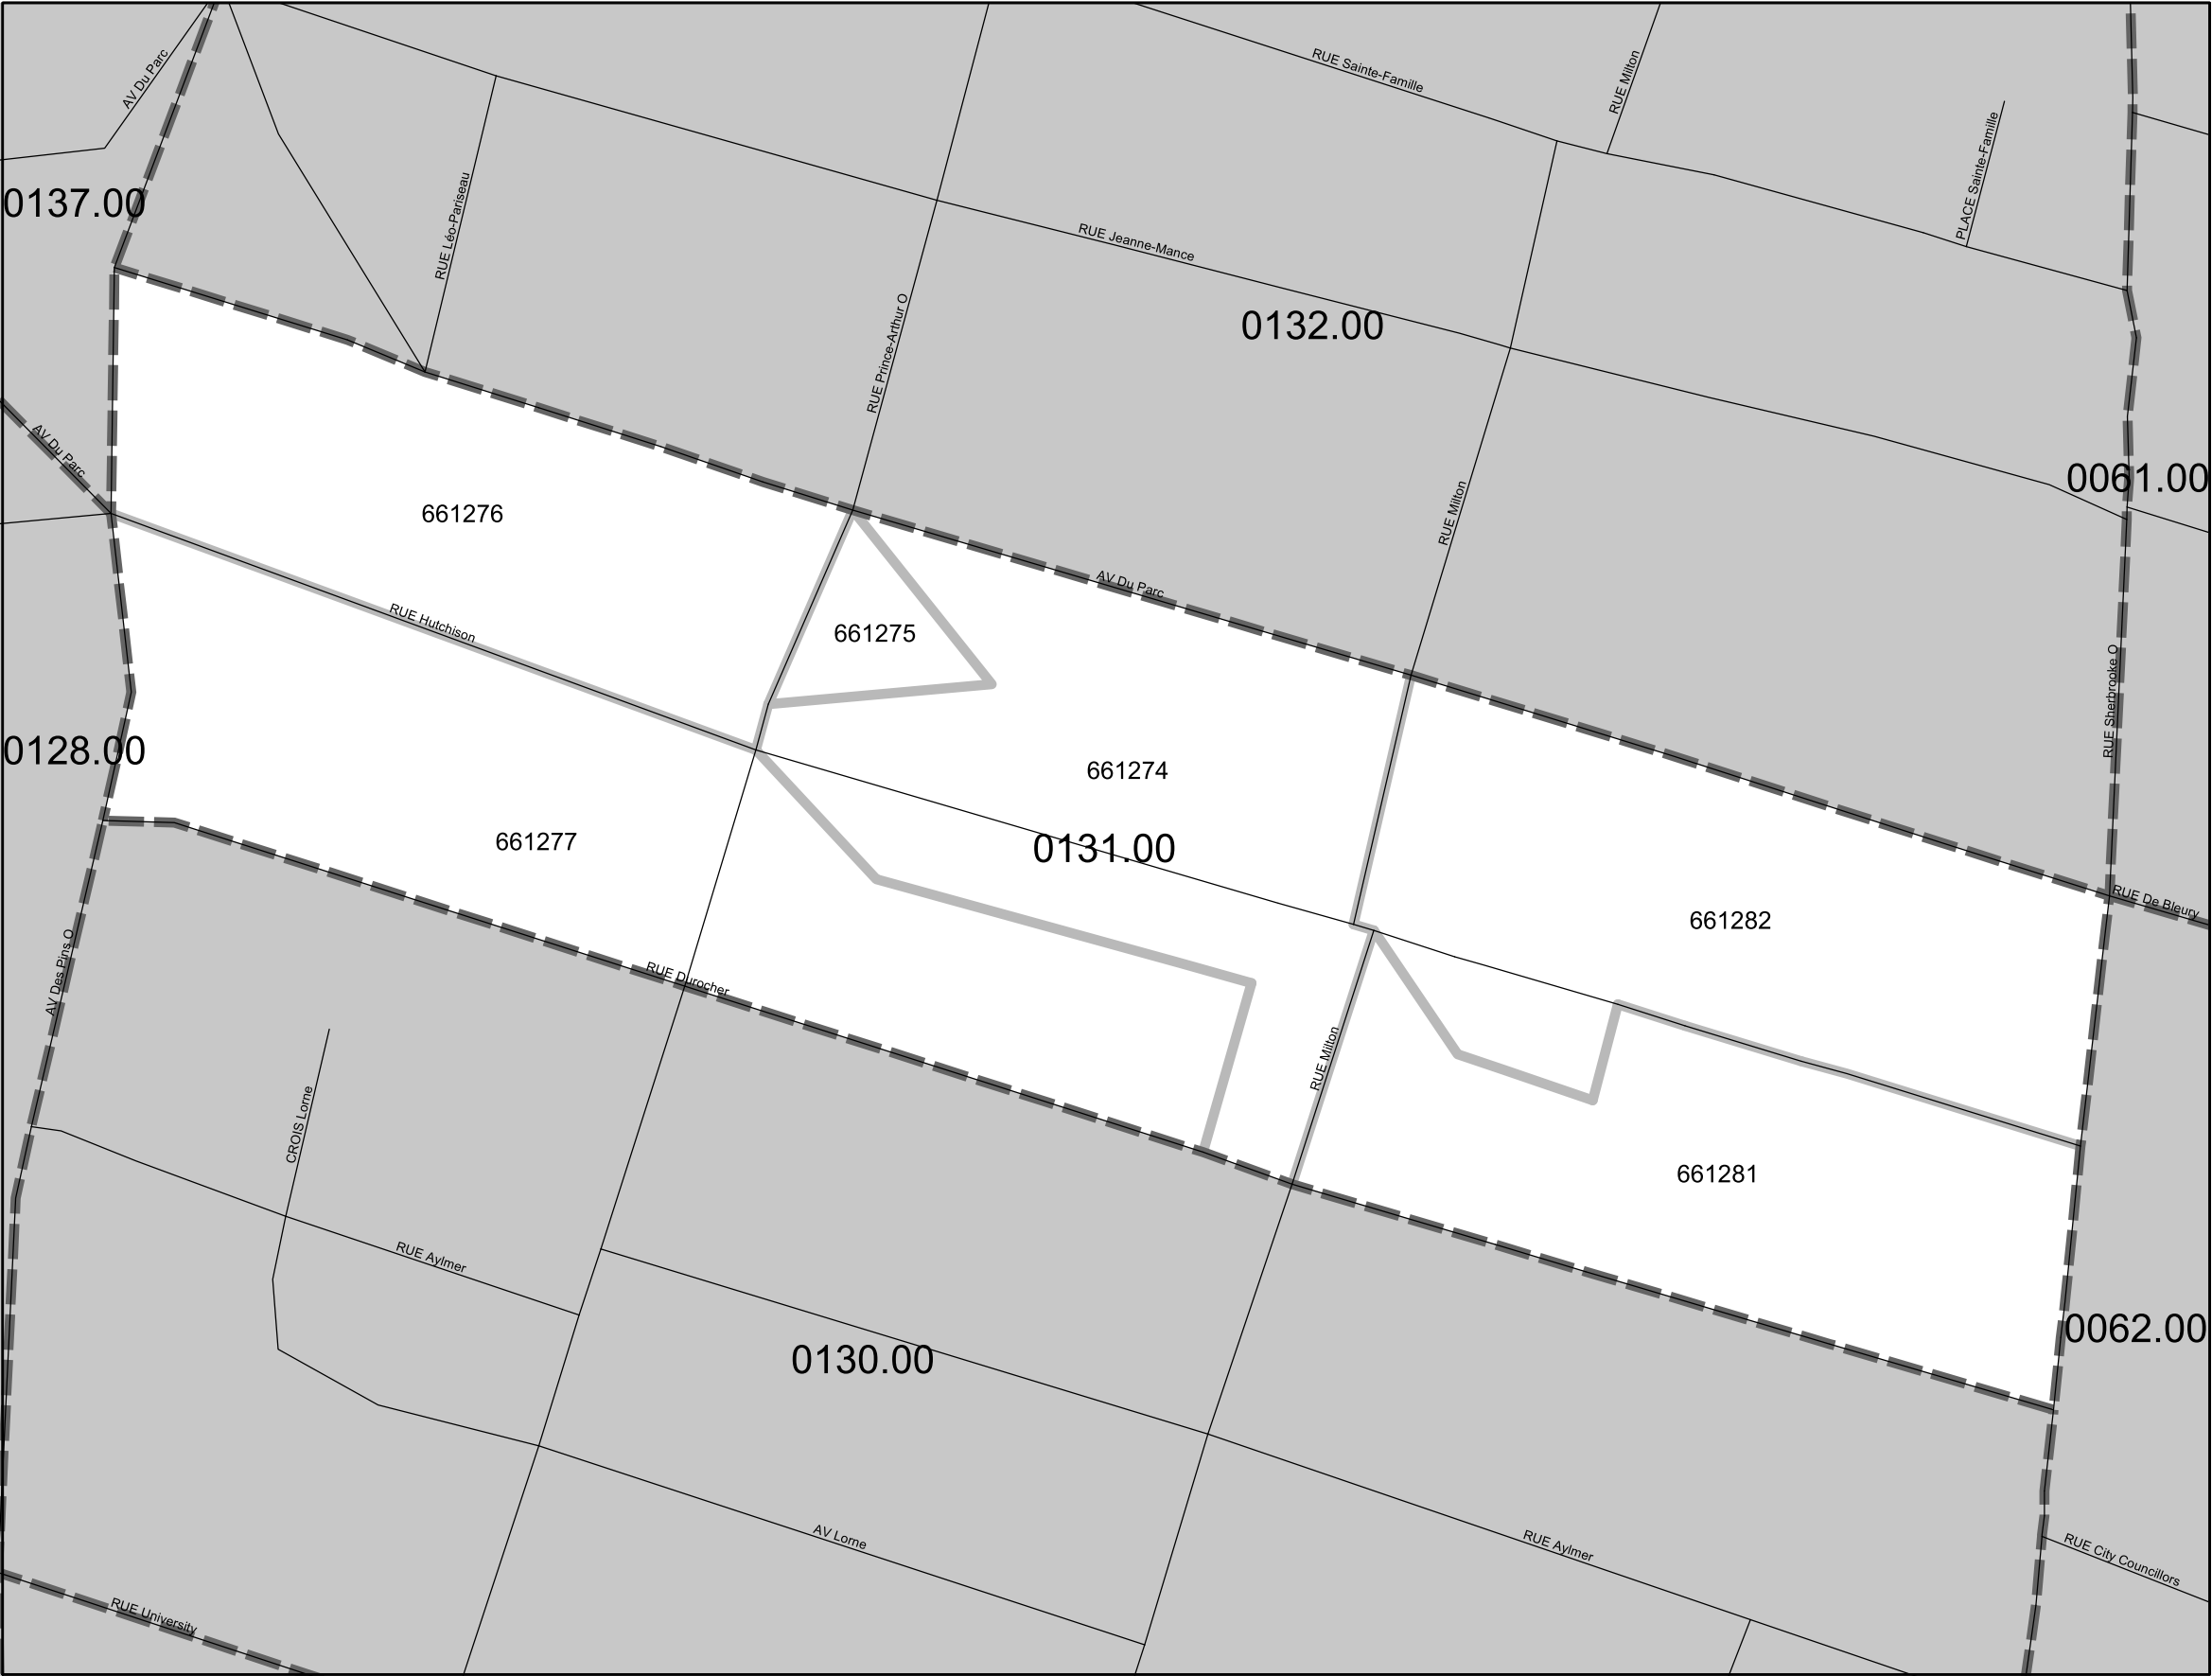 AV Du Parc
RUE Sainte-Famille
RUE Milton
PLACE Sainte-Famille
0137.00
RUE Léo-Pariseau
RUE Jeanne-Mance
RUE Prince-Arthur O
0132.00
AV Du Parc
0061.00
661276
RUE Milton
AV Du Parc
RUE Hutchison
661275
RUE Sherbrooke O
0128.00
661274
661277
0131.00
RUE De Bleury
661282
AV Des Pins O
RUE Durocher
RUE Milton
CROIS Lorne
661281
RUE Aylmer
0062.00
0130.00
AV Lorne
RUE Aylmer
RUE City Councillors
RUE University